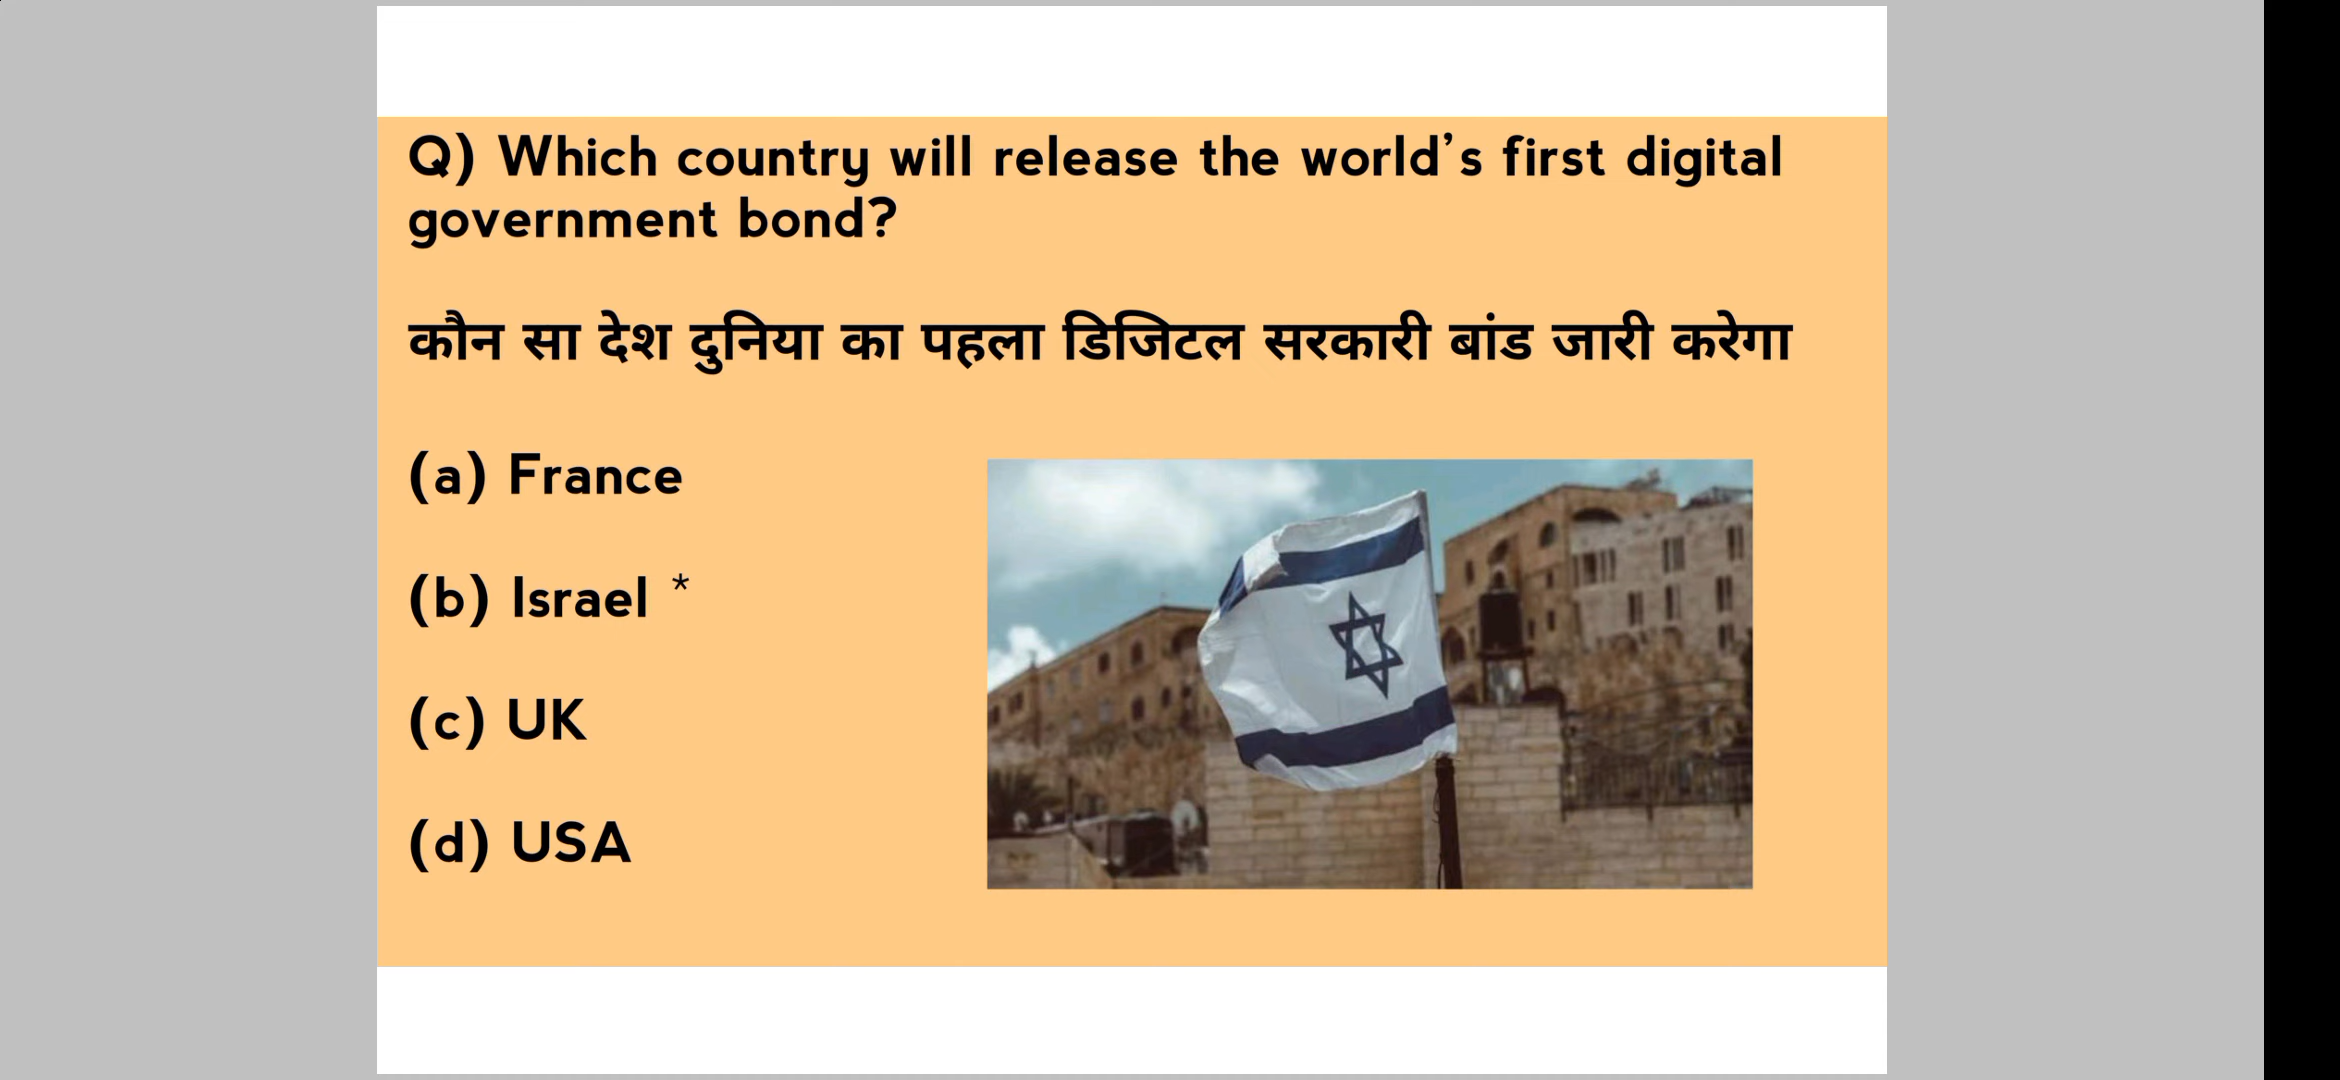 Q) Which country will release the world’s first digital
government bond?
कौन सा देश दुनिया का पहला डिजिटल सरकारी बांड जारी करेगा
(a) France
(b) Israel *
(c) UK
(d) USA